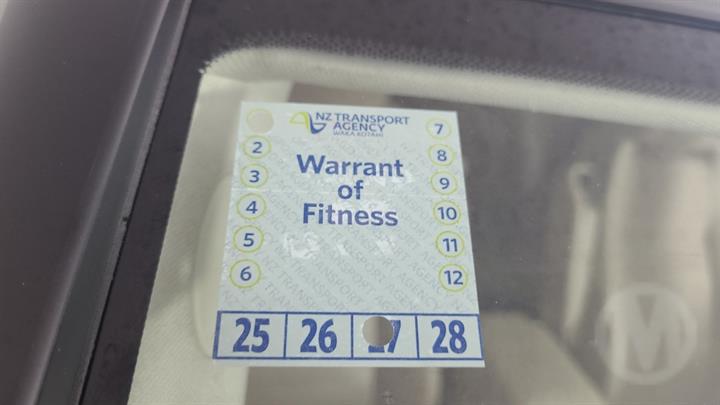 NZ TRANSPORT
AGENCY
WAKA KOTAHI
Warrant
of
Fitness
2
3
4
5
6
7
8
9
10
11
12
25 26 27 28
M